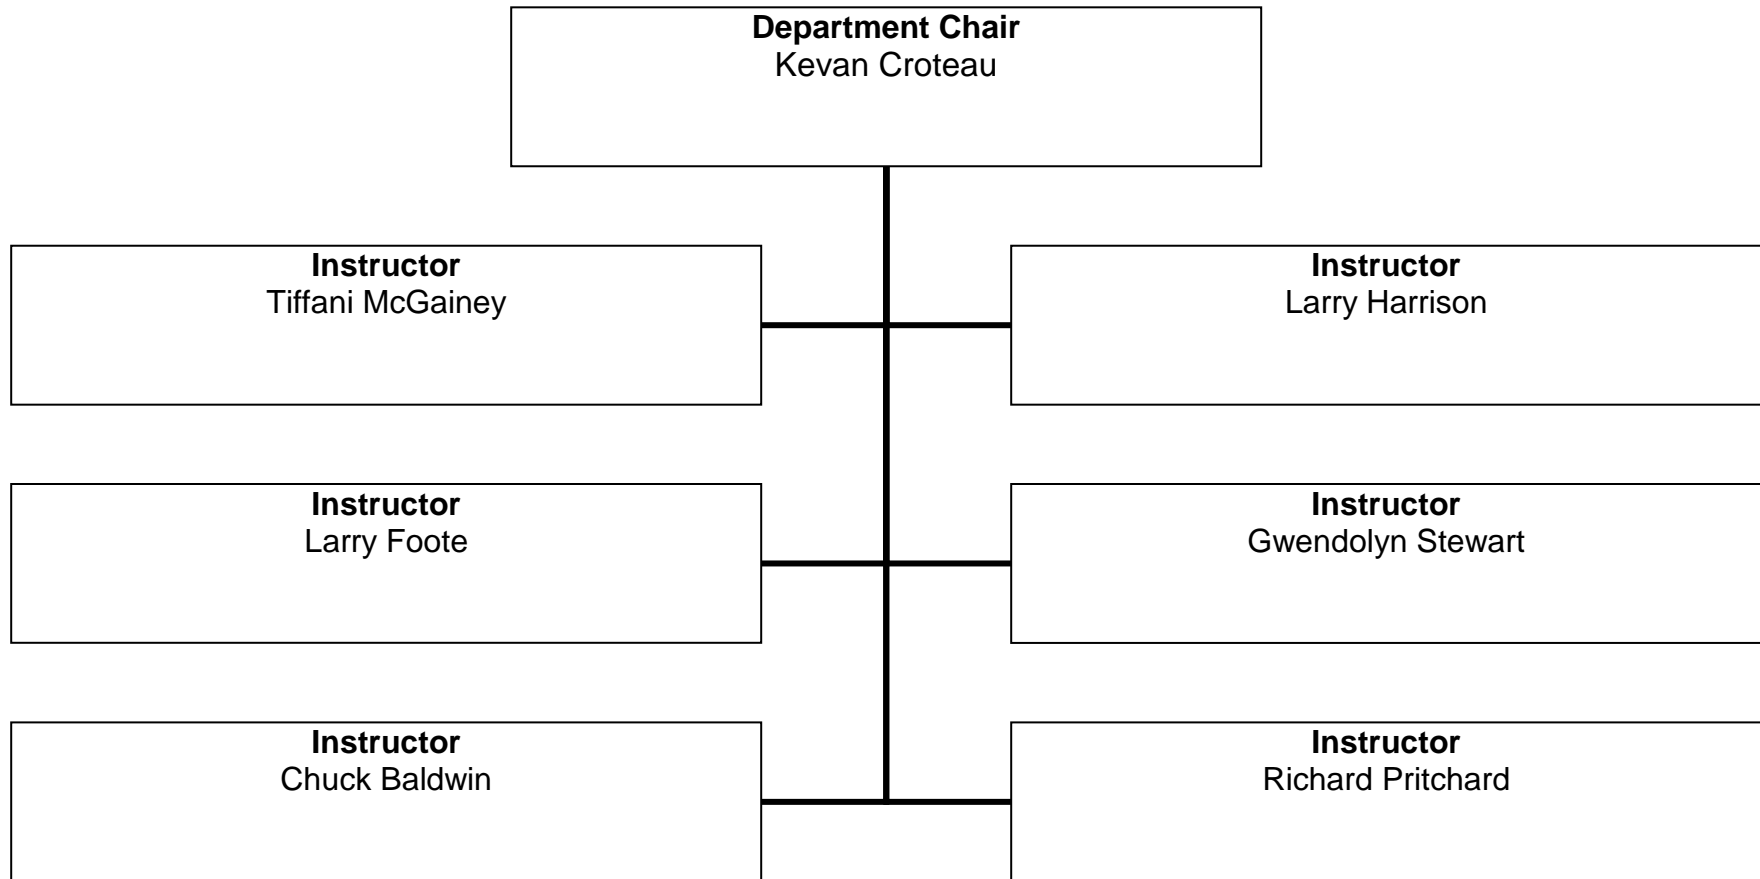 Department Chair
Kevan Croteau
Instructor
Tiffani McGainey
Instructor
Larry Harrison
Instructor
Larry Foote
Instructor
Gwendolyn Stewart
Instructor
Chuck Baldwin
Instructor
Richard Pritchard